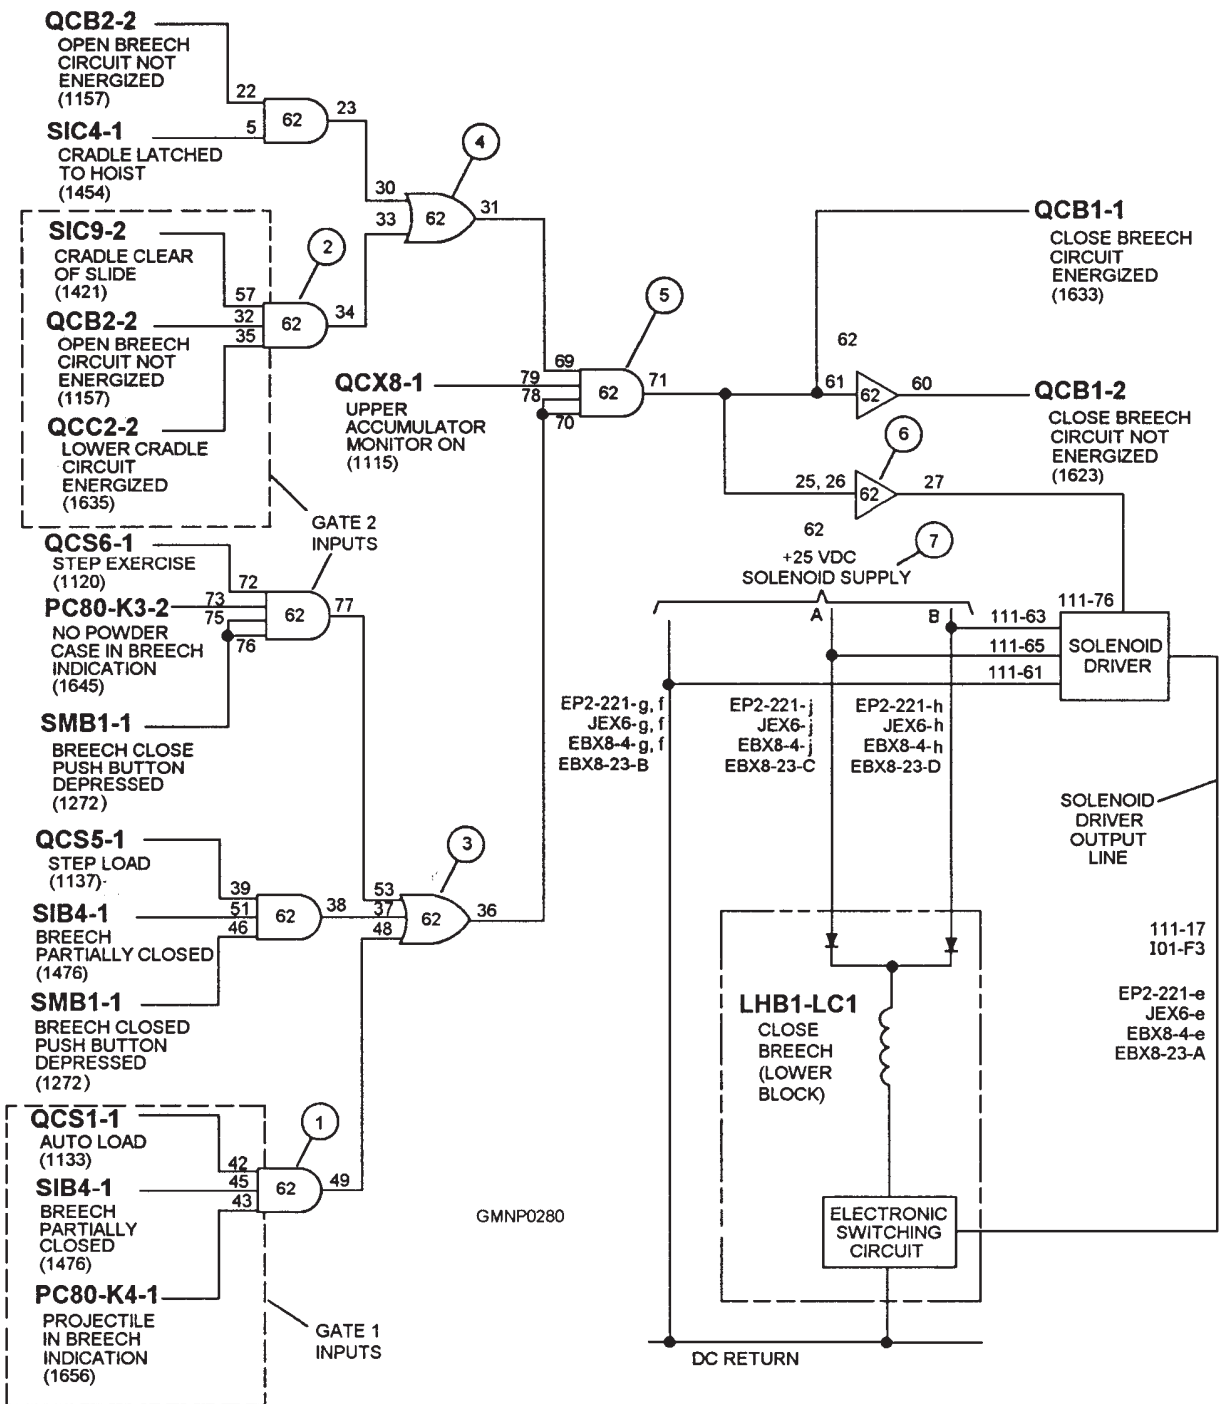 QCB2-2
OPEN BREECH
CIRCUIT NOT
ENERGIZED
(1157)
22
5
62
23
SIC4-1
CRADLE LATCHED
TO HOIST
(1454)
4
30
33
62
31
SIC9-2
CRADLE CLEAR
OF SLIDE
(1421)
2
57
32
35
62
34
QCB2-2
OPEN BREECH
CIRCUIT NOT
ENERGIZED
(1157)
QCC2-2
LOWER CRADLE
CIRCUIT
ENERGIZED
(1635)
GATE 2
INPUTS
QCX8-1
UPPER
ACCUMULATOR
MONITOR ON
(1115)
5
69
79
78
70
62
71
QCB1-1
CLOSE BREECH
CIRCUIT
ENERGIZED
(1633)
62
61
62
60
QCB1-2
CLOSE BREECH
CIRCUIT NOT
ENERGIZED
(1623)
6
25, 26
62
27
62
7
+25 VDC
SOLENOID SUPPLY
A
B
111-76
111-63
111-65
111-61
SOLENOID
DRIVER
QCS6-1
STEP EXERCISE
(1120)
PC80-K3-2
NO POWDER
CASE IN BREECH
INDICATION
(1645)
72
73
75
76
62
77
SMB1-1
BREECH CLOSE
PUSH BUTTON
DEPRESSED
(1272)
EP2-221-g, f
JEX6-g, f
EBX8-4-g, f
EBX8-23-B
EP2-221-j
JEX6-j
EBX8-4-j
EBX8-23-C
EP2-221-h
JEX6-h
EBX8-4-h
EBX8-23-D
SOLENOID
DRIVER
OUTPUT
LINE
QCS5-1
STEP LOAD
(1137)
39
51
46
62
38
SIB4-1
BREECH
PARTIALLY CLOSED
(1476)
SMB1-1
BREECH CLOSED
PUSH BUTTON
DEPRESSED
(1272)
3
53
37
48
62
36
111-17
I01-F3
EP2-221-e
JEX6-e
EBX8-4-e
EBX8-23-A
LHB1-LC1
CLOSE
BREECH
(LOWER
BLOCK)
QCS1-1
AUTO LOAD
(1133)
1
42
45
43
62
49
SIB4-1
BREECH
PARTIALLY
CLOSED
(1476)
PC80-K4-1
PROJECTILE
IN BREECH
INDICATION
(1656)
GATE 1
INPUTS
GMNP0280
ELECTRONIC
SWITCHING
CIRCUIT
DC RETURN